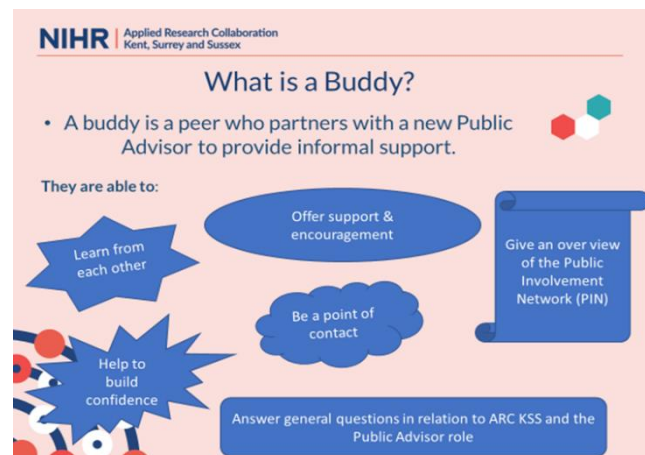 NIHR | Applied Research Collaboration
Kent, Surrey and Sussex
What is a Buddy?
• A buddy is a peer who partners with a new Public
Advisor to provide informal support.
They are able to:
Learn from
each other
Offer support &
encouragement
Give an over view
of the Public
Involvement
Network (PIN)
Be a point of
contact
Help to
build
confidence
Answer general questions in relation to ARC KSS and the
Public Advisor role